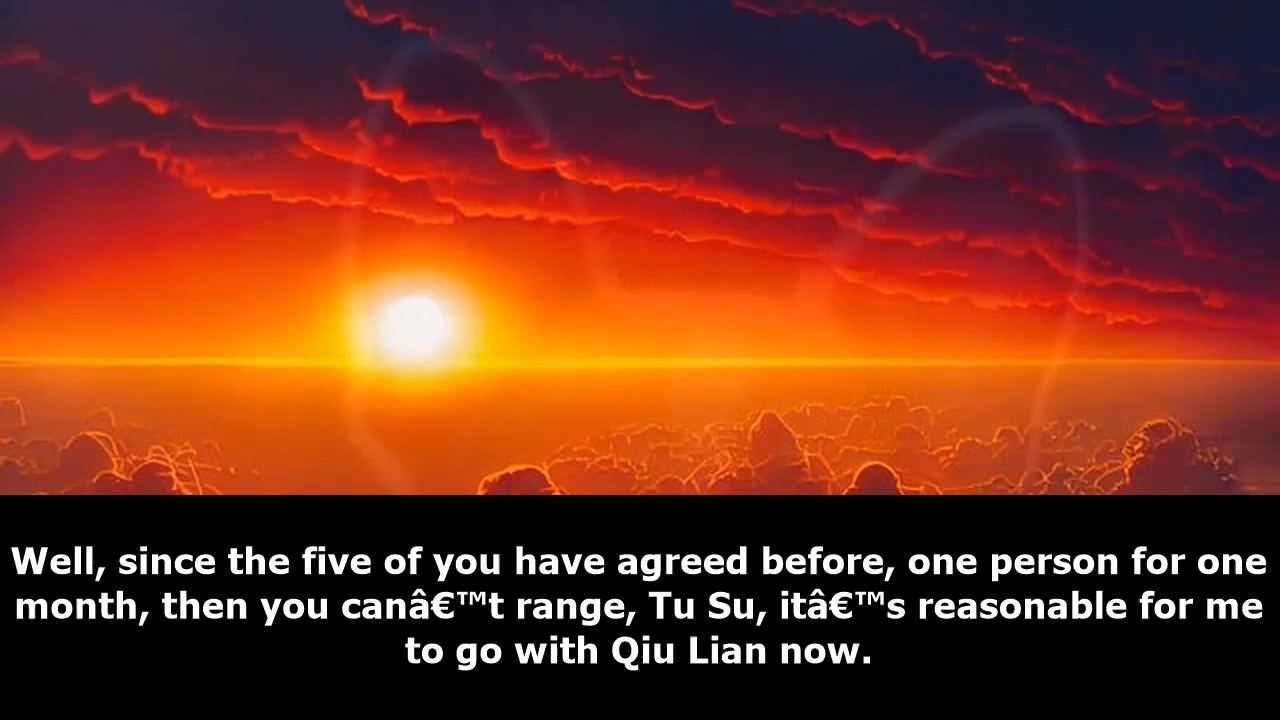 Well, since the five of you have agreed before, one person for one
month, then you canâ€™t range, Tu Su, itâ€™s reasonable for me
to go with Qiu Lian now.